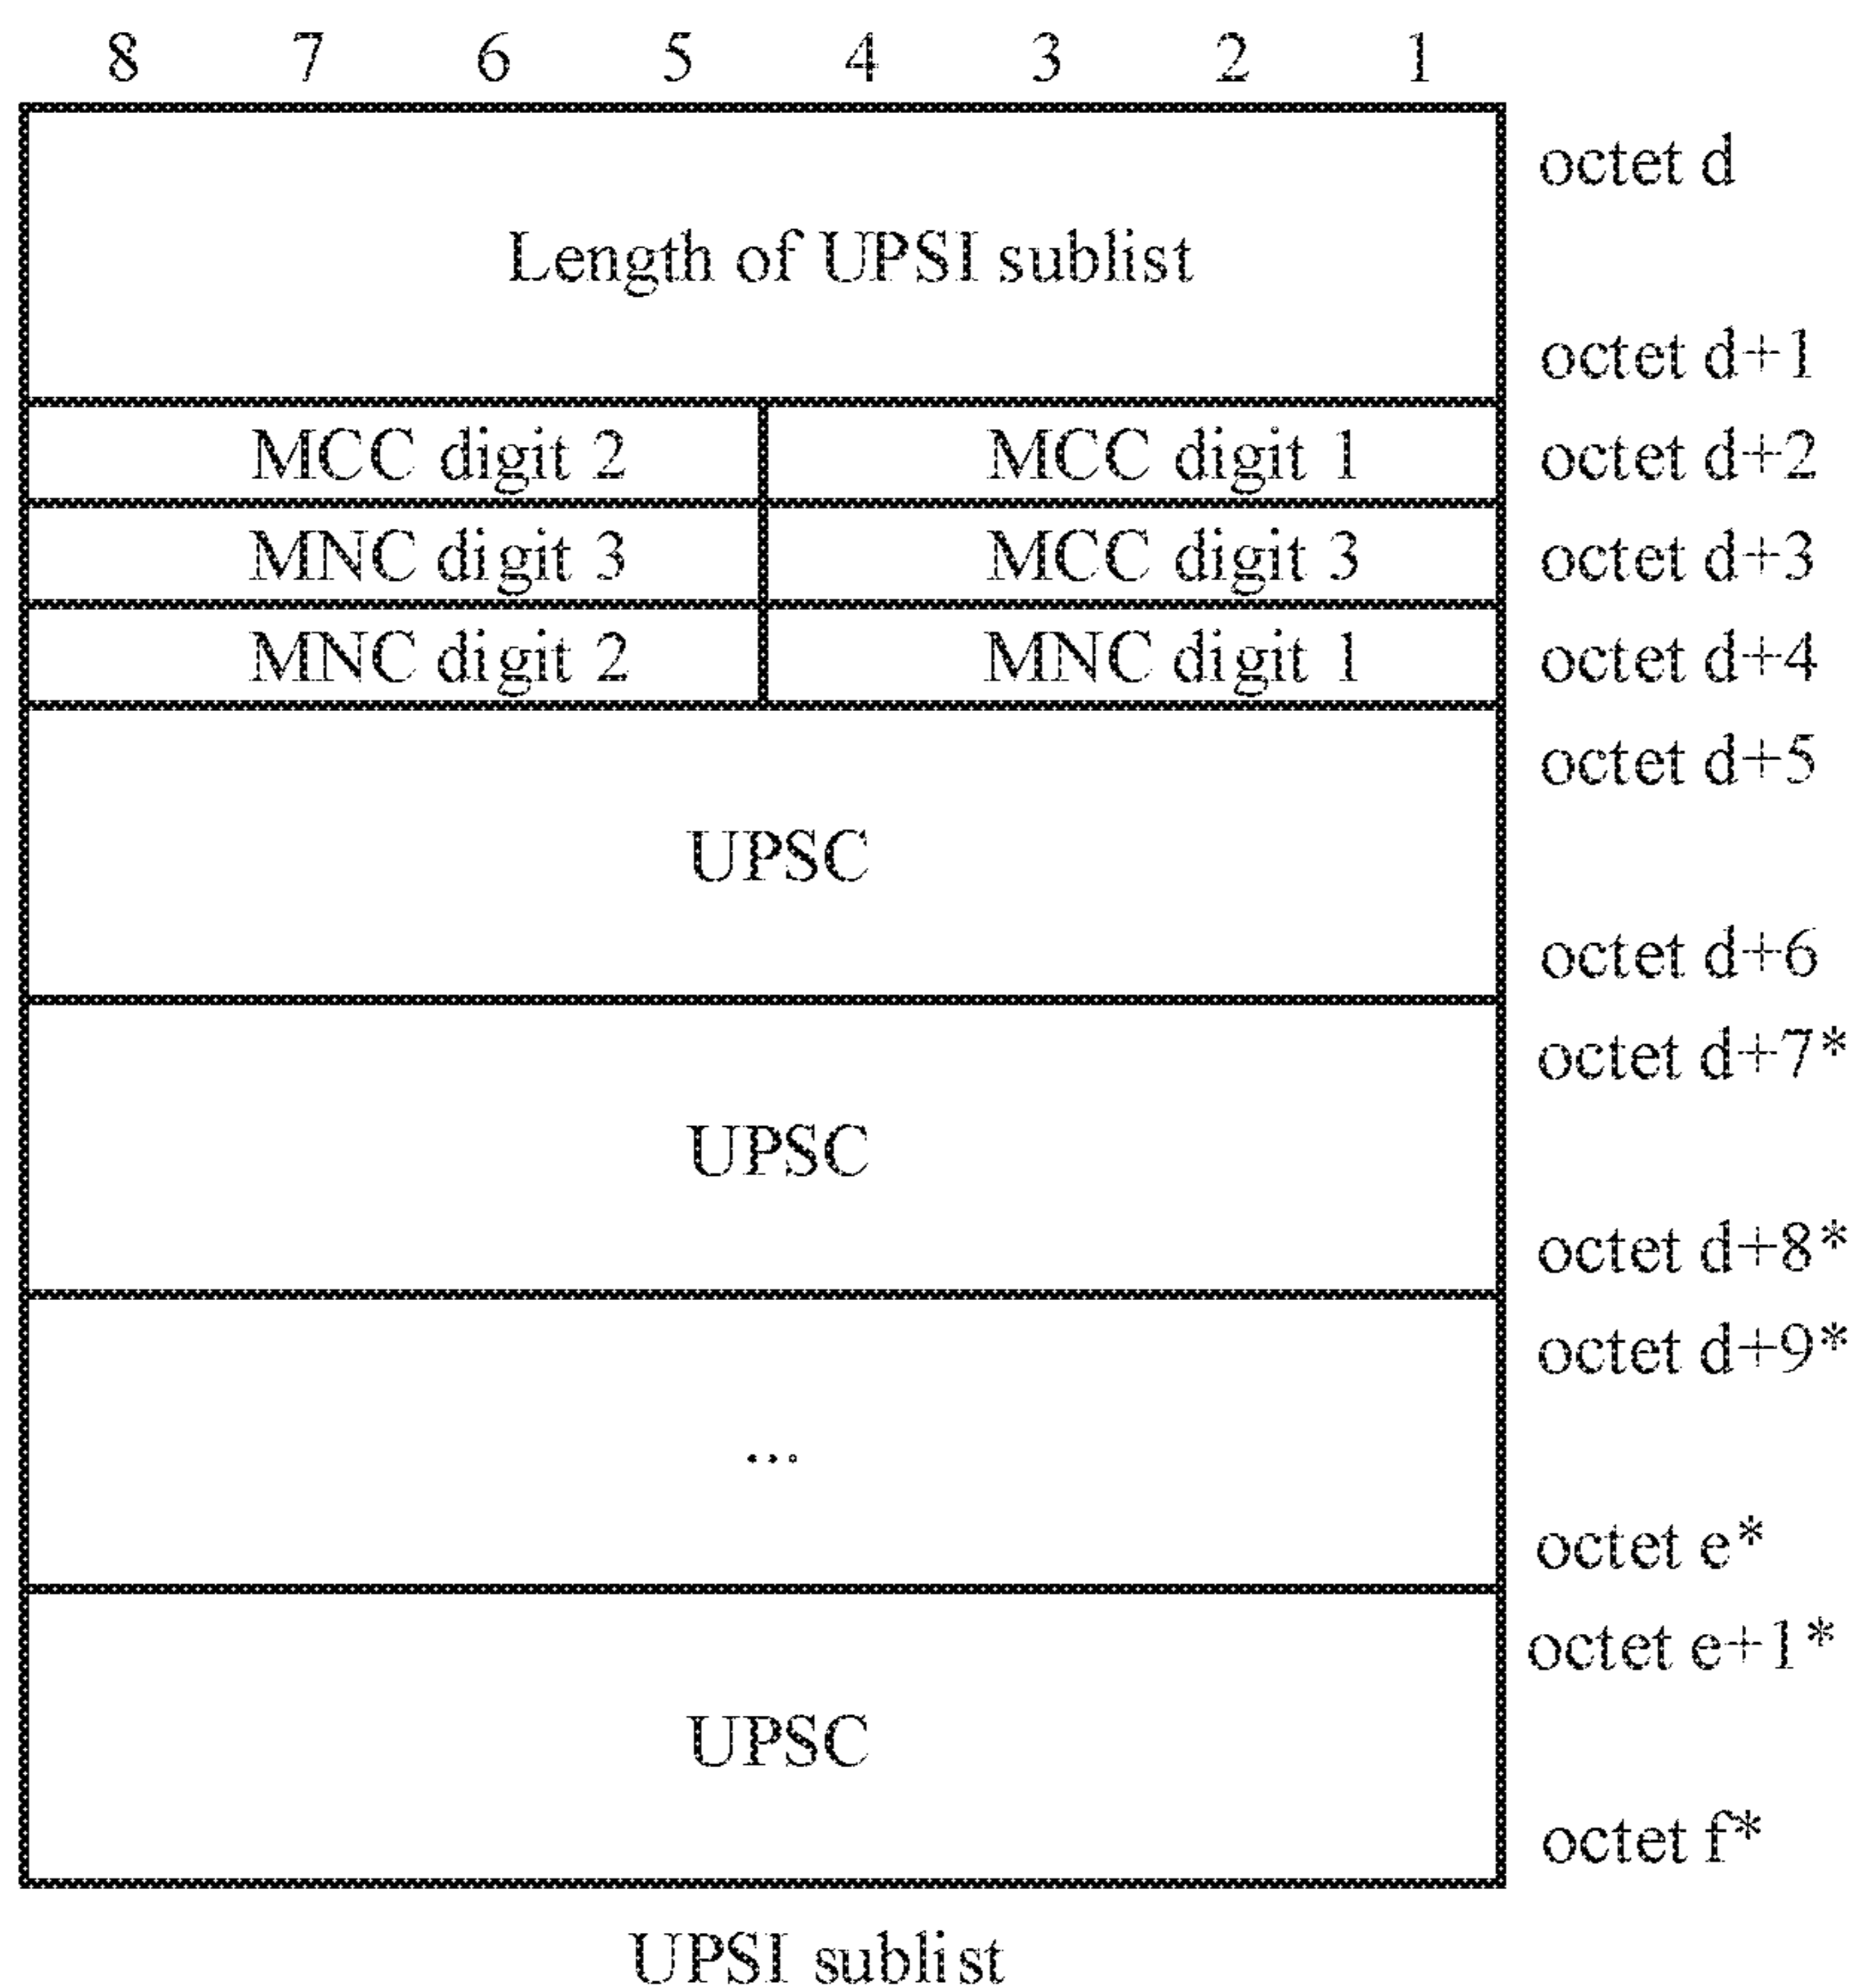 8 7 6 5 4 3 2 1
octet d
Length of UPSI sublist
octet d+1
MCC digit 2 MCC digit 1 octet d+2
MNC digit 3 MCC digit 3 octet d+3
MNC digit 2 MNC digit 1 octet d+4
octet d+5
UPSC
octet d+6
octet d+7*
UPSC
octet d+8*
octet d+9*
...
octet e*
octet e+1*
UPSC
octet f*
UPSI sublist